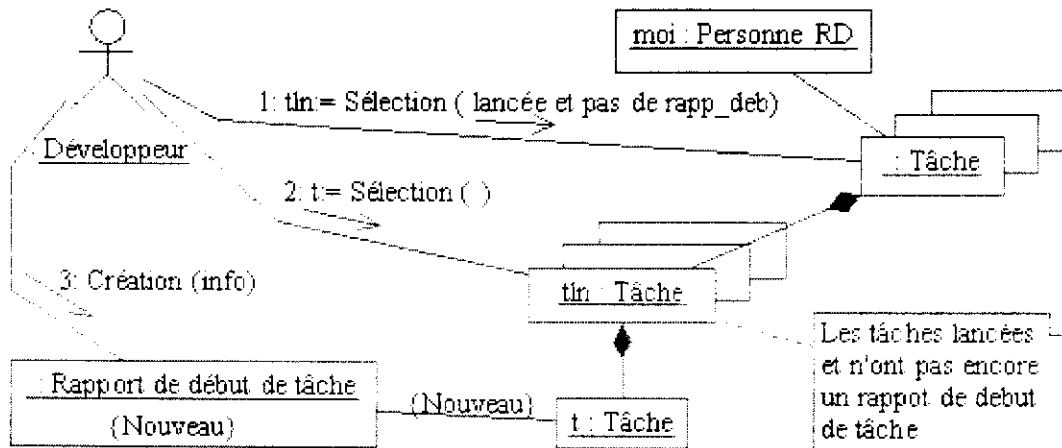 moi : Personne RD
1: tln:= Sélection ( lancée et pas de rapp_deb)
Développeur
: Tâche
2: t:= Sélection ( )
3: Création (info)
tln : Tâche
Les tâches lancées
et n'ont pas encore
un rappot de debut
de tâche
: Rapport de début de tâche
{Nouveau}
{Nouveau}
t : Tâche